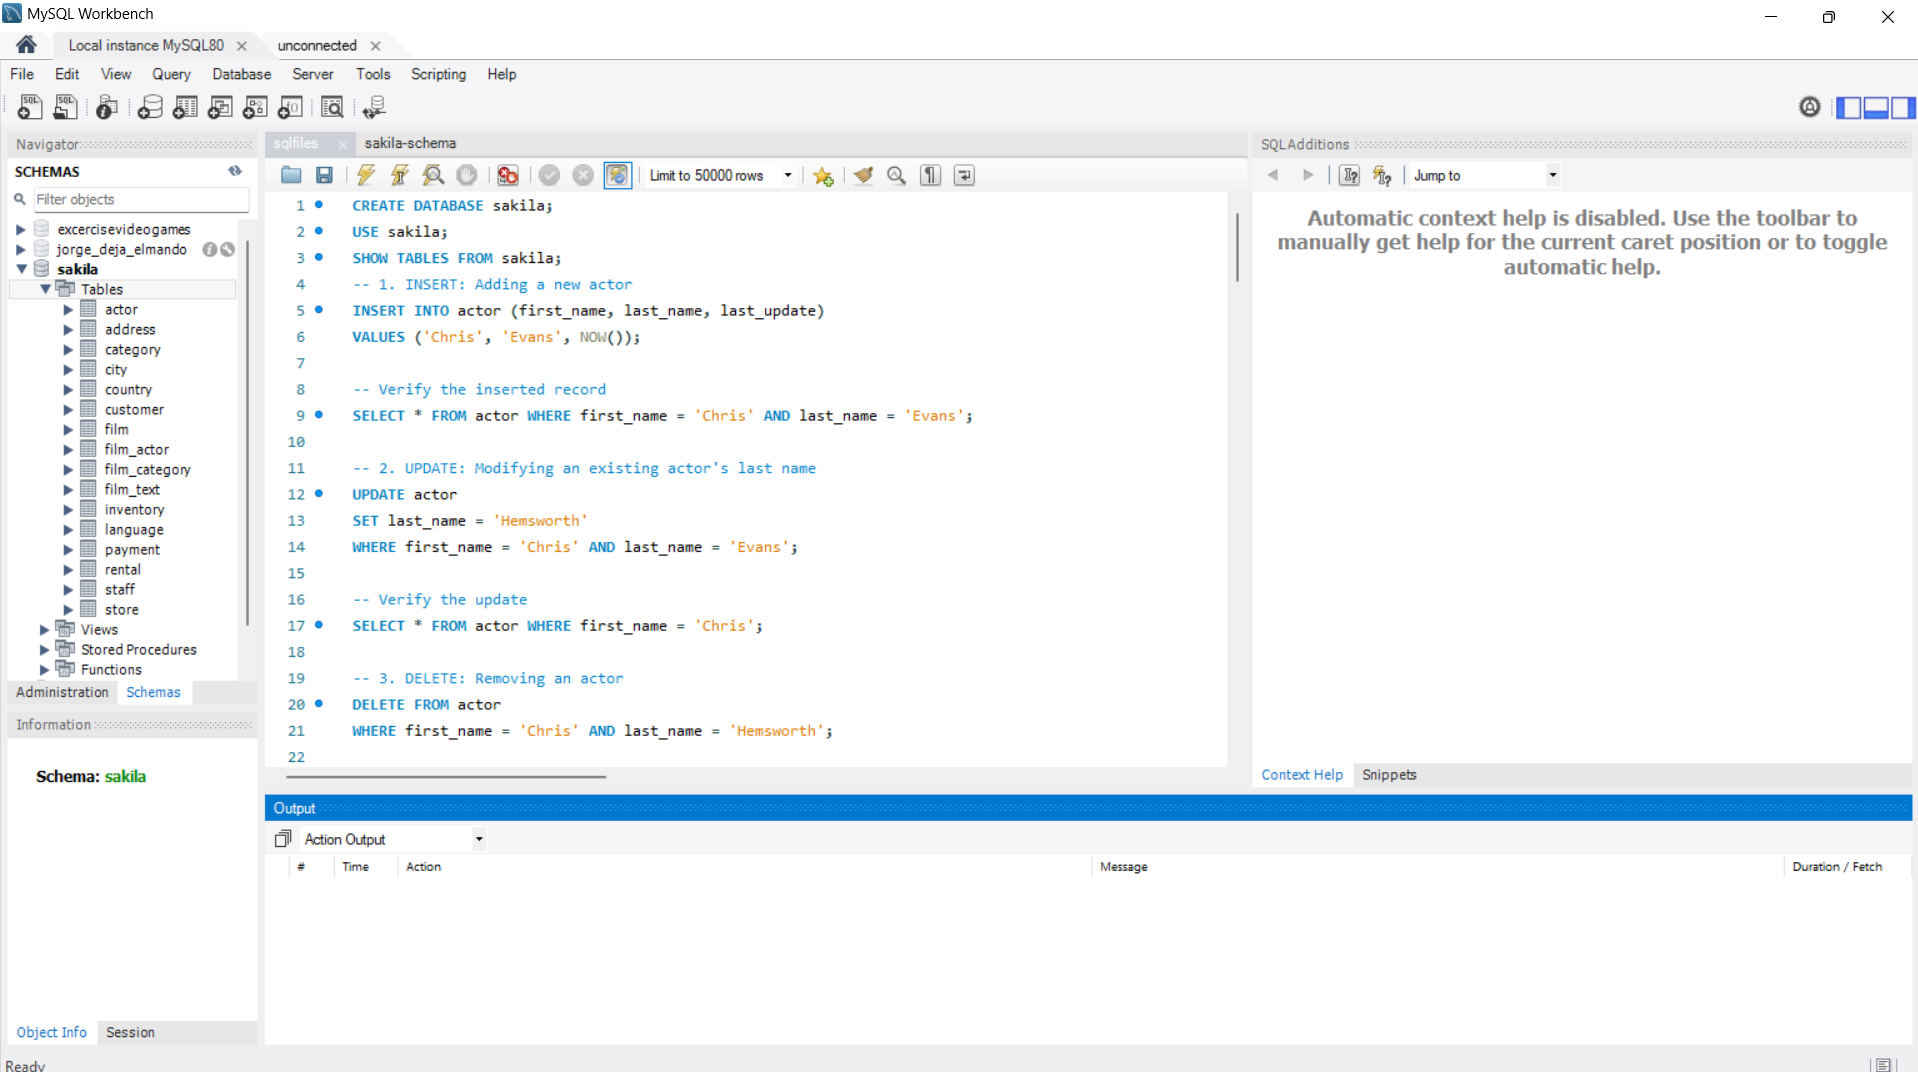 MySQL Workbench
Local instance MySQL80
unconnected
File Edit View Query Database Server Tools Scripting Help
Navigator
SCHEMAS
Filter objects
excercisevideogames
jorge_deja_elmando
sakila
Tables
actor
address
category
city
country
customer
film
film_actor
film_category
film_text
inventory
language
payment
rental
staff
store
Views
Stored Procedures
Functions
Administration Schemas
Information
Schema: sakila
Object Info Session
Ready
sqlfiles sakila-schema
Limit to 50000 rows
1 CREATE DATABASE sakila;
2 USE sakila;
3 SHOW TABLES FROM sakila;
4 -- 1. INSERT: Adding a new actor
5 INSERT INTO actor (first_name, last_name, last_update)
6 VALUES ('Chris', 'Evans', NOW());
7
8 -- Verify the inserted record
9 SELECT * FROM actor WHERE first_name = 'Chris' AND last_name = 'Evans';
10
11 -- 2. UPDATE: Modifying an existing actor's last name
12 UPDATE actor
13 SET last_name = 'Hemsworth'
14 WHERE first_name = 'Chris' AND last_name = 'Evans';
15
16 -- Verify the update
17 SELECT * FROM actor WHERE first_name = 'Chris';
18
19 -- 3. DELETE: Removing an actor
20 DELETE FROM actor
21 WHERE first_name = 'Chris' AND last_name = 'Hemsworth';
22
SQLAdditions
Jump to
Automatic context help is disabled. Use the toolbar to
manually get help for the current caret position or to toggle
automatic help.
Context Help Snippets
Output
Action Output
# Time Action Message Duration / Fetch